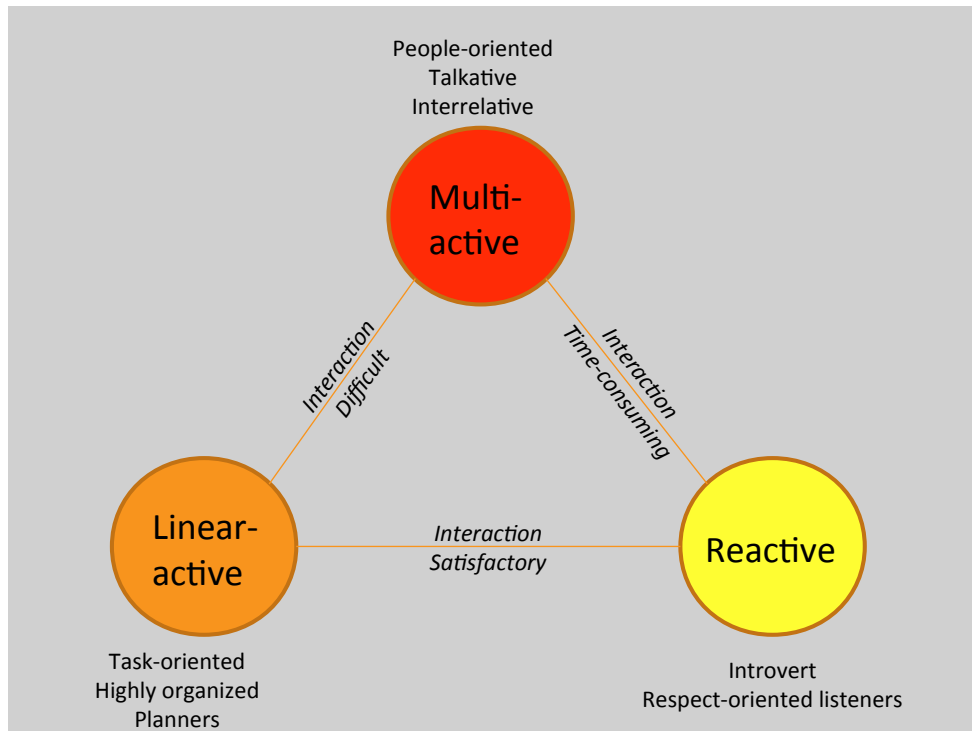 People-oriented
Talkative
Interrelative
Multi-
active
Interaction
Difficult
Interaction
Time-consuming
Linear-
active
Interaction
Satisfactory
Reactive
Task-oriented
Highly organized
Planners
Introvert
Respect-oriented listeners